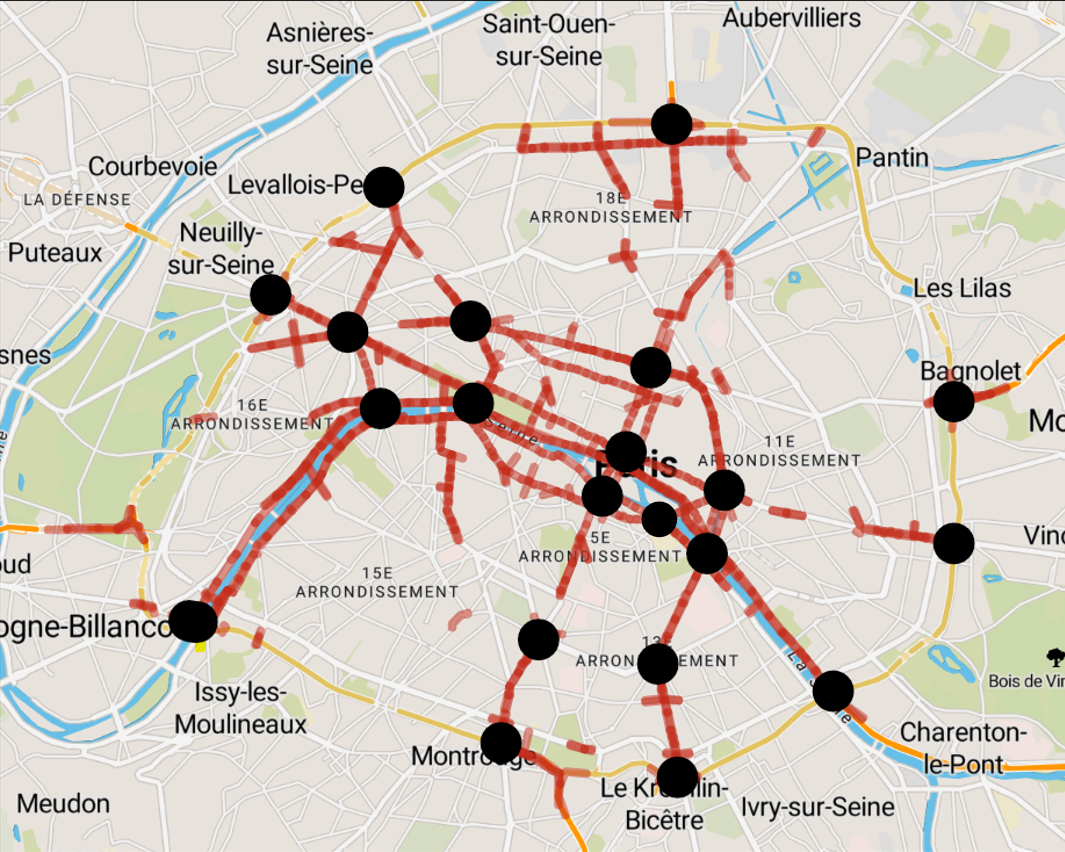 Asnières-
sur-Seine
Saint-Ouen-
sur-Seine
Aubervilliers
Courbevoie
LA DÉFENSE
Levallois-Pe
Pantin
18E
ARRONDISSEMENT
Puteaux
Neuilly-
sur-Seine
Les Lilas
snes
Bagnolet
16E
ARRONDISSEMENT
Seine
Mo
11E
ARRONDISSEMENT
Paris
Vinc
5E
ARRONDISSEMENT
oud
15E
ARRONDISSEMENT
ogne-Billanco
13
ARRON EMENT
La S e
Bois de Vin
Issy-les-
Moulineaux
Charenton-
le-Pont
Montrouge
Le Kremlin-
Bicêtre
Ivry-sur-Seine
Meudon